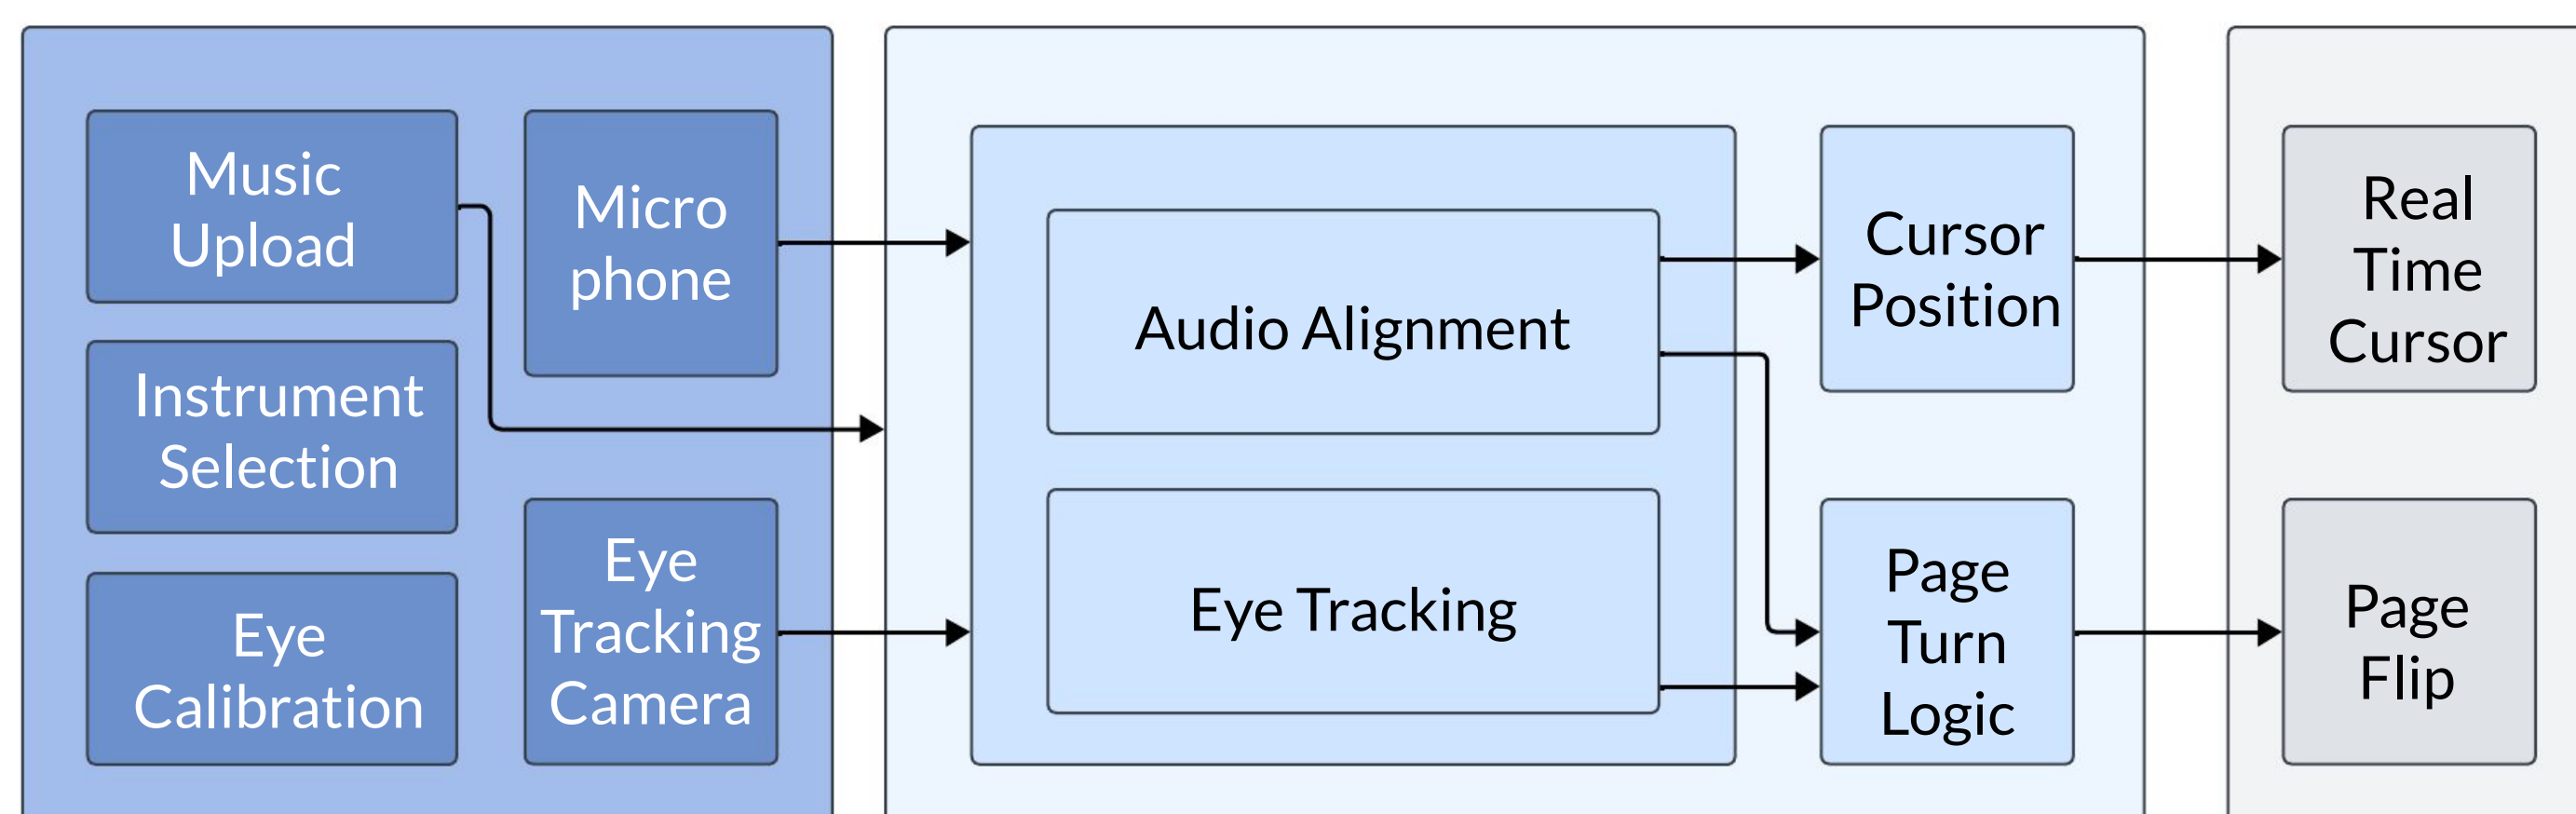 Music
Upload
Instrument
Selection
Eye
Calibration
Micro
phone
Eye
Tracking
Camera
Audio Alignment
Eye Tracking
Cursor
Position
Page
Turn
Logic
Real
Time
Cursor
Page
Flip